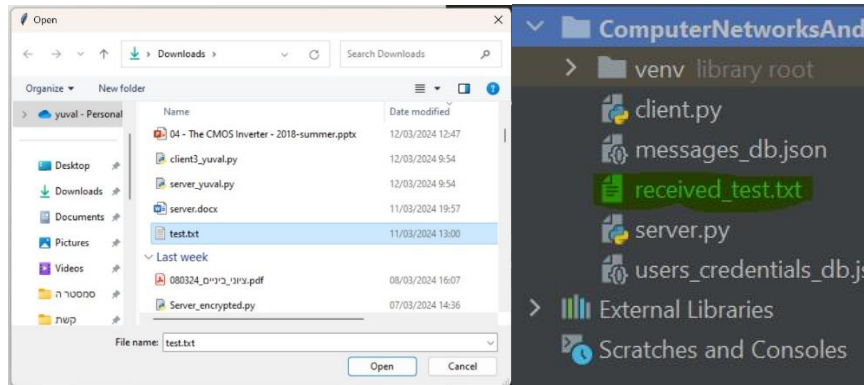 Open
Downloads
Search Downloads
Organize
New folder
yuval - Personal
Desktop
Downloads
Documents
Pictures
Videos
סמסטר ה
קשת
Name
Date modified
04 - The CMOS Inverter - 2018-summer.pptx
12/03/2024 12:47
client3_yuval.py
12/03/2024 9:54
server_yuval.py
12/03/2024 9:54
server.docx
11/03/2024 19:57
test.txt
11/03/2024 13:00
Last week
ציוני_ביניים_080324.pdf
08/03/2024 16:07
Server_encrypted.py
07/03/2024 14:36
File name:
test.txt
Open
Cancel
ComputerNetworksAnd
venv library root
client.py
messages_db.json
received_test.txt
server.py
users_credentials_db.js
External Libraries
Scratches and Consoles